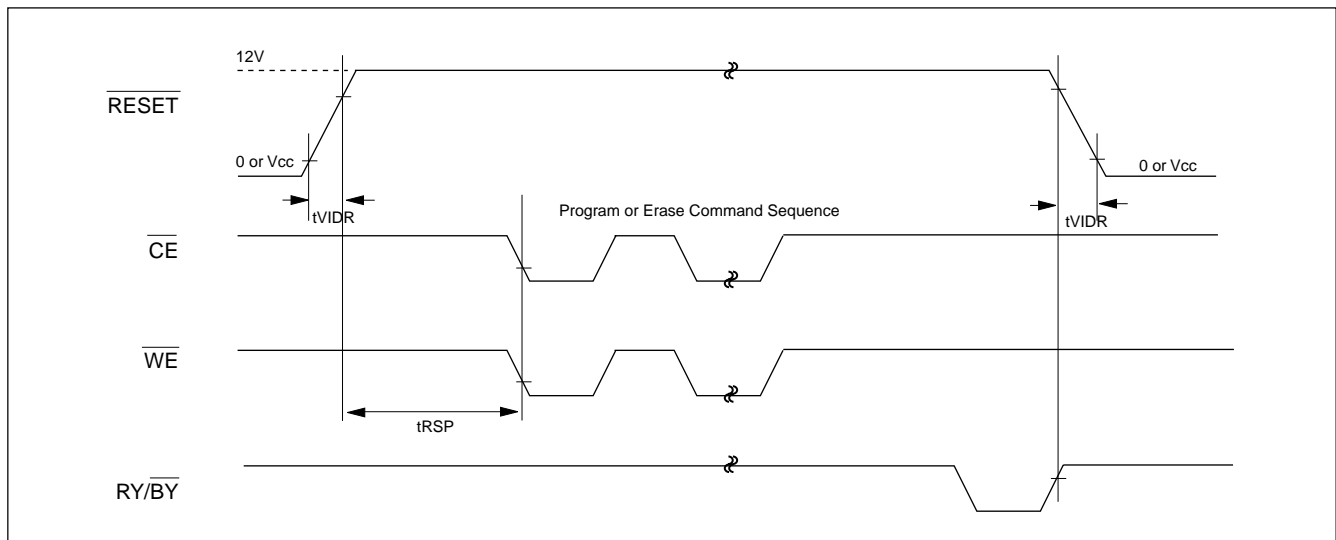 12V
RESET
0 or Vcc
0 or Vcc
tVIDR
Program or Erase Command Sequence
tVIDR
CE
WE
tRSP
RY/BY